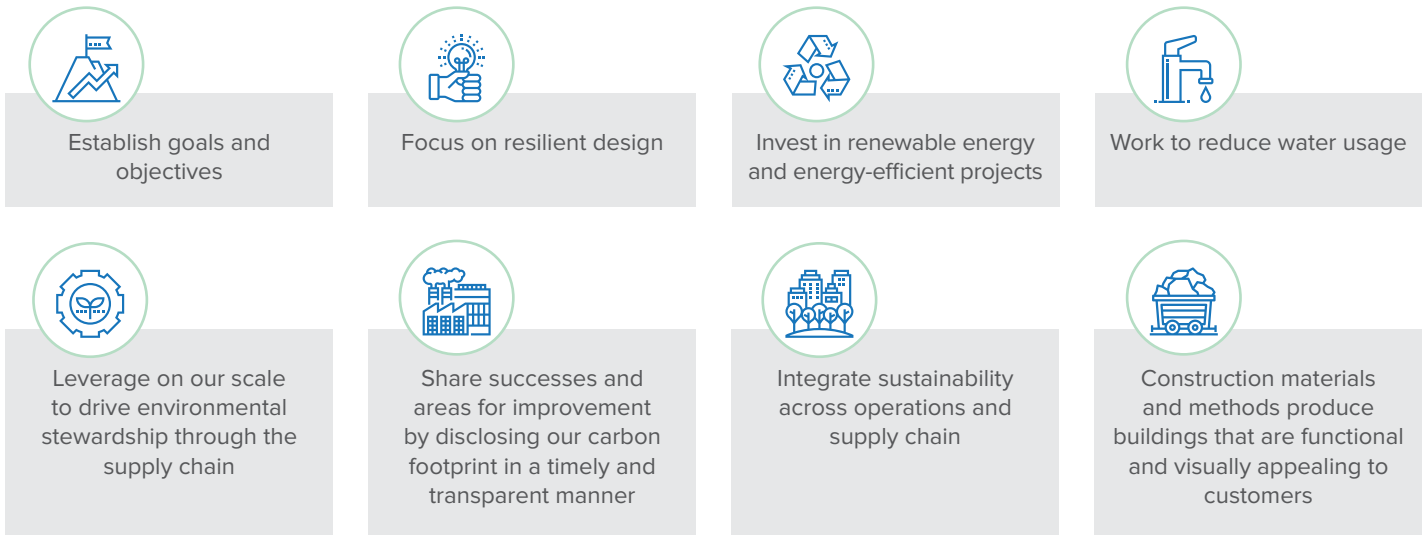 Establish goals and
objectives
Focus on resilient design
Invest in renewable energy
and energy-efficient projects
Work to reduce water usage
Leverage on our scale
to drive environmental
stewardship through the
supply chain
Share successes and
areas for improvement
by disclosing our carbon
footprint in a timely and
transparent manner
Integrate sustainability
across operations and
supply chain
Construction materials
and methods produce
buildings that are functional
and visually appealing to
customers